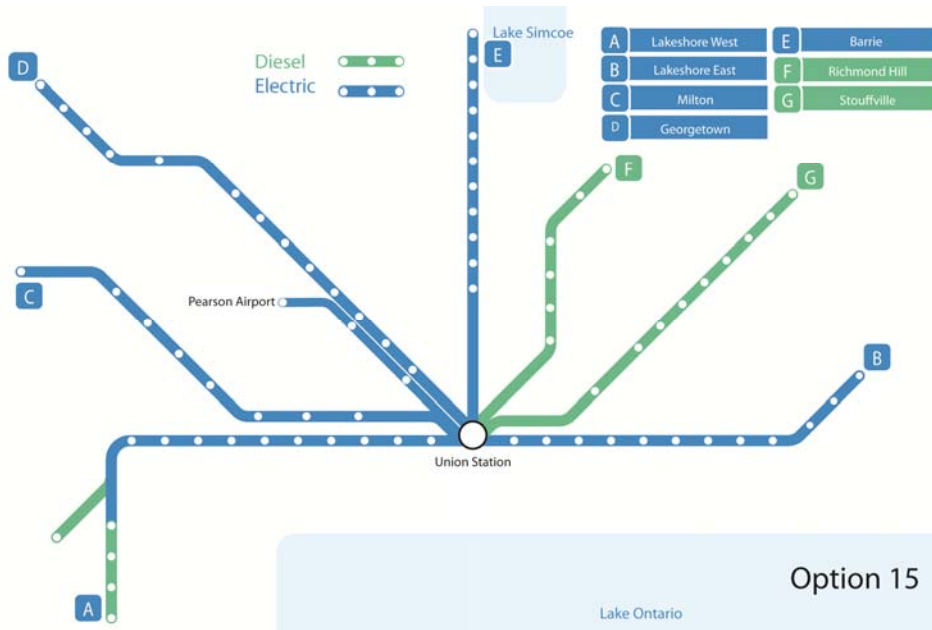 Lake Simcoe
E
D
Diesel
Electric
A Lakeshore West
B Lakeshore East
C Milton
D Georgetown
E Barrie
F Richmond Hill
G Stouffville
F
G
C
Pearson Airport
B
Union Station
A
Option 15
Lake Ontario